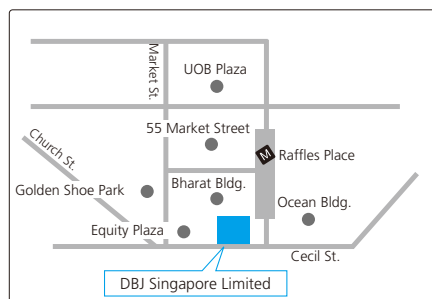 Market St.
UOB Plaza
Church St.
55 Market Street
M
Raffles Place
Golden Shoe Park
Bharat Bldg.
Ocean Bldg.
Equity Plaza
Cecil St.
DBJ Singapore Limited